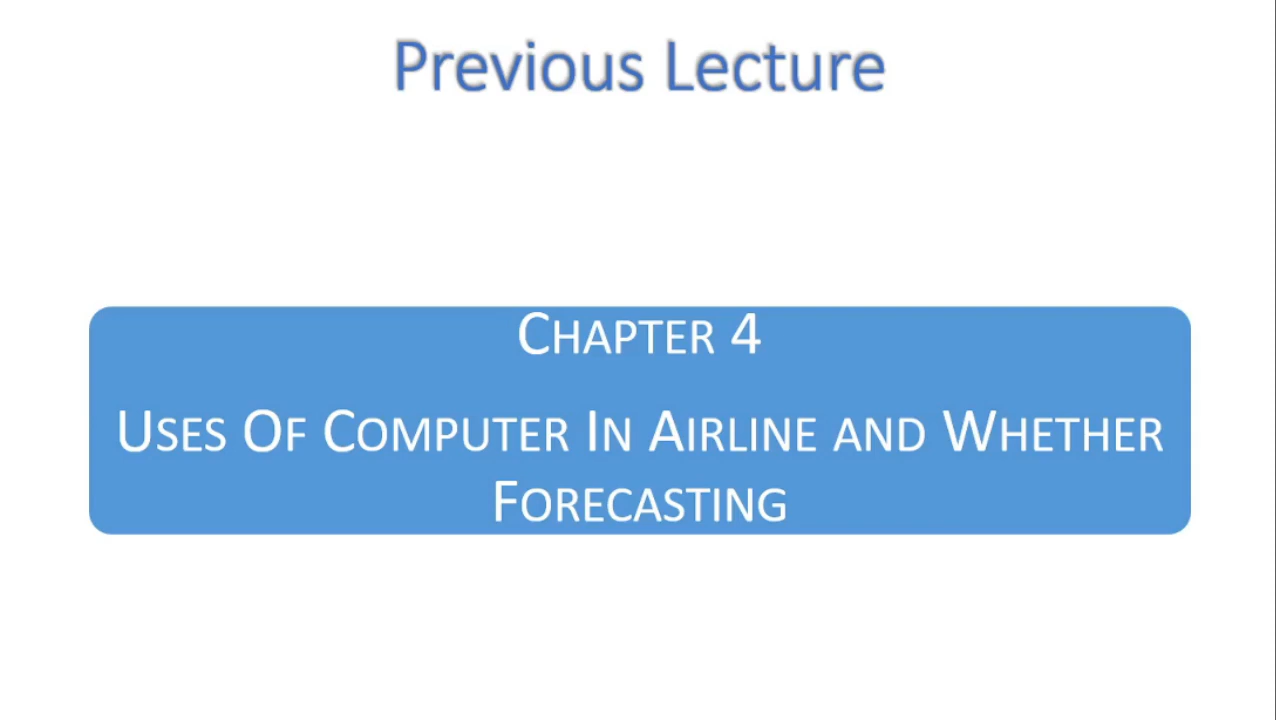 Previous Lecture
CHAPTER 4
USES OF COMPUTER IN AIRLINE AND WHETHER
FORECASTING